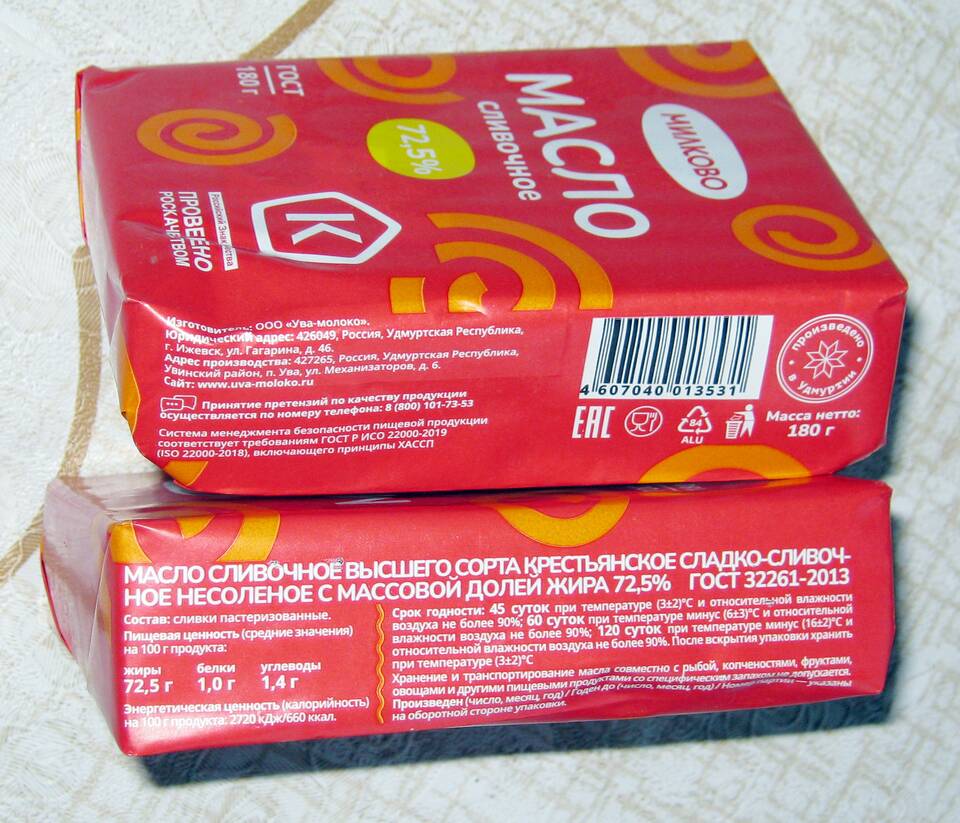 МИЛКОВО
МАСЛО
СЛИВОЧНОЕ
72,5%
ГОСТ
180 г
Российский Знак качества
ПРОВЕРЕНО
РОСКАЧЕСТВОМ
К
Изготовитель: ООО «Ува-молоко».
Юридический адрес: 426049, Россия, Удмуртская Республика,
г. Ижевск, ул. Гагарина, д. 46.
Адрес производства: 427265, Россия, Удмуртская Республика,
Увинский район, п. Ува, ул. Механизаторов, д. 6.
Сайт: www.uva-moloko.ru
Принятие претензий по качеству продукции
осуществляется по номеру телефона: 8 (800) 101-73-53
Система менеджмента безопасности пищевой продукции
соответствует требованиям ГОСТ Р ИСО 22000-2019
(ISO 22000-2018), включающего принципы ХАССП
4 607040 013531
произведено
в Удмуртии
EAC
84
ALU
Масса нетто:
180 г
МАСЛО СЛИВОЧНОЕ ВЫСШЕГО СОРТА КРЕСТЬЯНСКОЕ СЛАДКО-СЛИВОЧ-
НОЕ НЕСОЛЕНОЕ С МАССОВОЙ ДОЛЕЙ ЖИРА 72,5% ГОСТ 32261-2013
Состав: сливки пастеризованные.
Пищевая ценность (средние значения)
на 100 г продукта:
жиры белки углеводы
72,5 г 1,0 г 1,4 г
Энергетическая ценность (калорийность)
на 100 г продукта: 2720 кДж/660 ккал.
Срок годности: 45 суток при температуре (3±2)°С и относительной влажности
воздуха не более 90%; 60 суток при температуре минус (6±3)°С и относительной
влажности воздуха не более 90%; 120 суток при температуре минус (16±2)°С и
относительной влажности воздуха не более 90%. После вскрытия упаковки хранить
при температуре (3±2)°С
Хранение и транспортирование масла совместно с рыбой, копченостями, фруктами,
овощами и другими пищевыми продуктами со специфическим запахом не допускается.
Произведен (число, месяц, год) / Годен до (число, месяц, год) / Номер партии — указаны
на оборотной стороне упаковки.